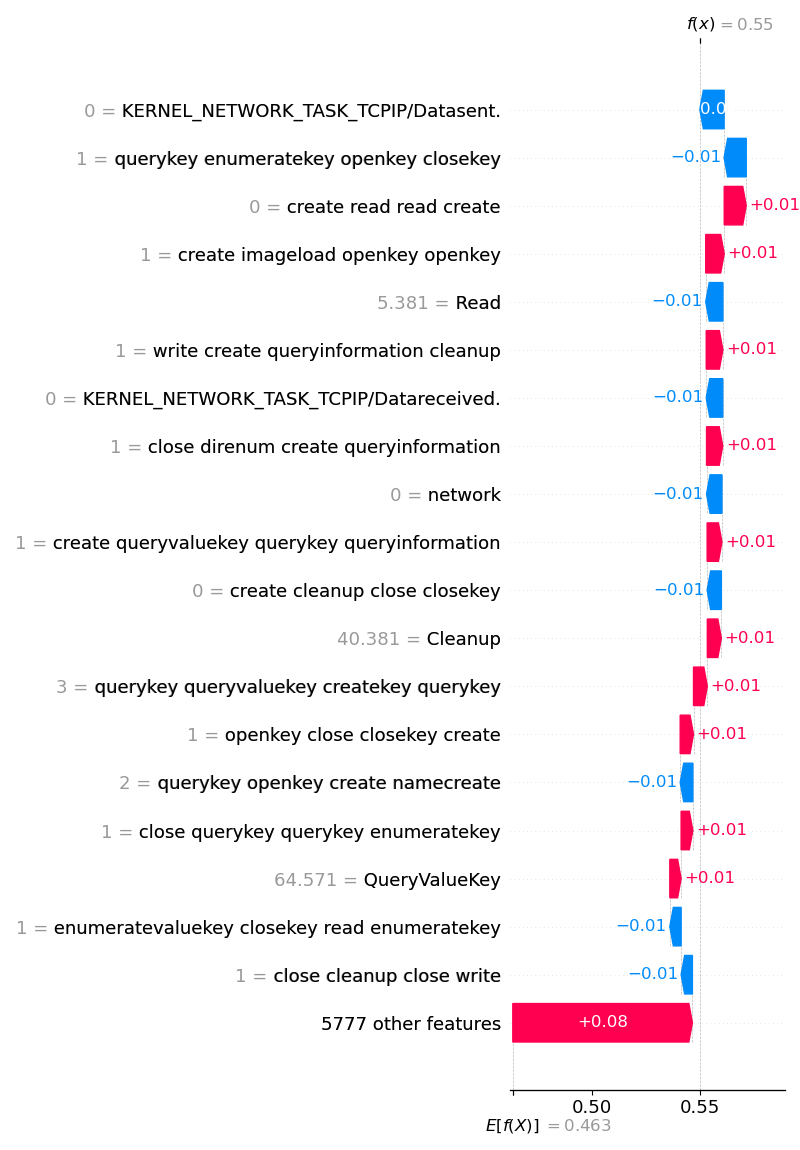 f(x) = 0.55
0 = KERNEL_NETWORK_TASK_TCPIP/Datasent.
1 = querykey enumeratekey openkey closekey −0.01
0 = create read read create +0.01
1 = create imageload openkey openkey +0.01
5.381 = Read −0.01
1 = write create queryinformation cleanup +0.01
0 = KERNEL_NETWORK_TASK_TCPIP/Datareceived. −0.01
1 = close direnum create queryinformation +0.01
0 = network −0.01
1 = create queryvaluekey querykey queryinformation +0.01
0 = create cleanup close closekey −0.01
40.381 = Cleanup +0.01
3 = querykey queryvaluekey createkey querykey +0.01
1 = openkey close closekey create +0.01
2 = querykey openkey create namecreate −0.01
1 = close querykey querykey enumeratekey +0.01
64.571 = QueryValueKey +0.01
1 = enumeratevaluekey closekey read enumeratekey −0.01
1 = close cleanup close write −0.01
5777 other features +0.08
0.50 0.55
E[f(X)] = 0.463